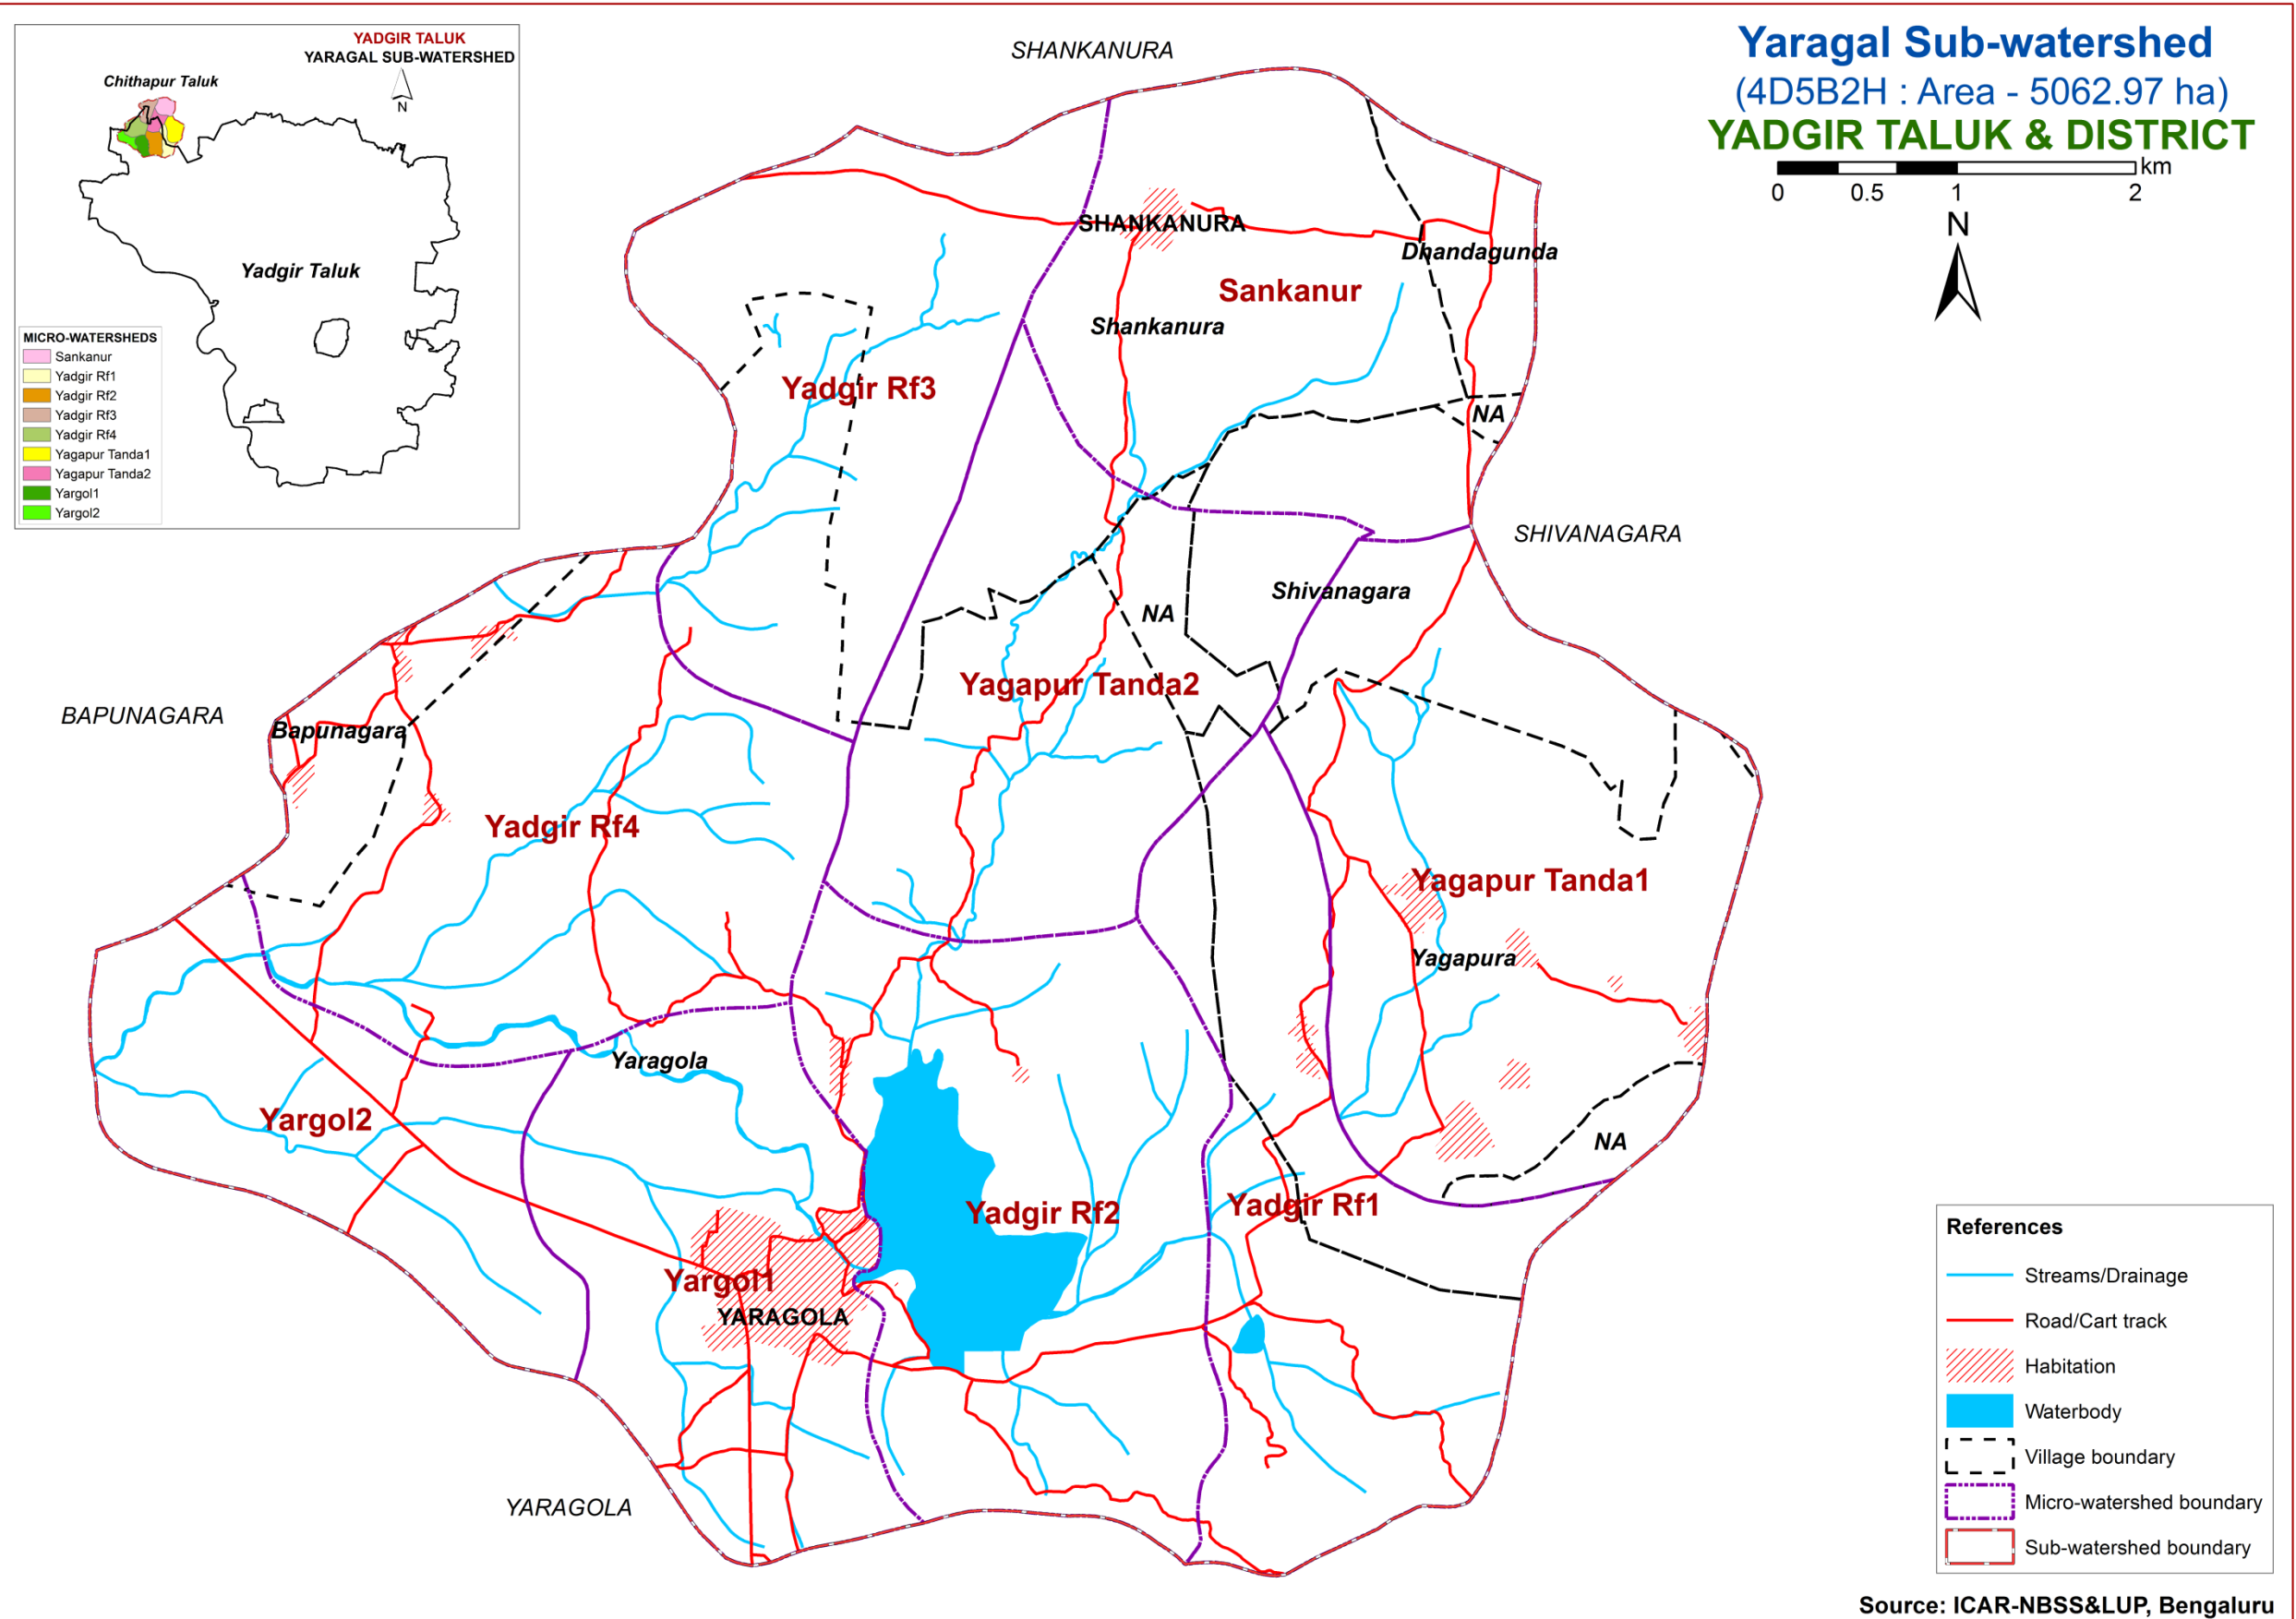 YADGIR TALUK
YARAGAL SUB-WATERSHED
Chithapur Taluk
N
Yadgir Taluk
MICRO-WATERSHEDS
Sankanur
Yadgir Rf1
Yadgir Rf2
Yadgir Rf3
Yadgir Rf4
Yagapur Tanda1
Yagapur Tanda2
Yargol1
Yargol2
Yaragal Sub-watershed
(4D5B2H : Area - 5062.97 ha)
YADGIR TALUK & DISTRICT
km
0 0.5 1 2
N
SHANKANURA
SHANKANURA
Dhandagunda
Sankanur
Shankanura
Yadgir Rf3
NA
SHIVANAGARA
Shivanagara
NA
Yagapur Tanda2
BAPUNAGARA
Bapunagara
Yadgir Rf4
Yagapur Tanda1
Yagapura
Yaragola
Yargol2
NA
Yadgir Rf2
Yadgir Rf1
Yargol1
YARAGOLA
YARAGOLA
References
Streams/Drainage
Road/Cart track
Habitation
Waterbody
Village boundary
Micro-watershed boundary
Sub-watershed boundary
Source: ICAR-NBSS&LUP, Bengaluru